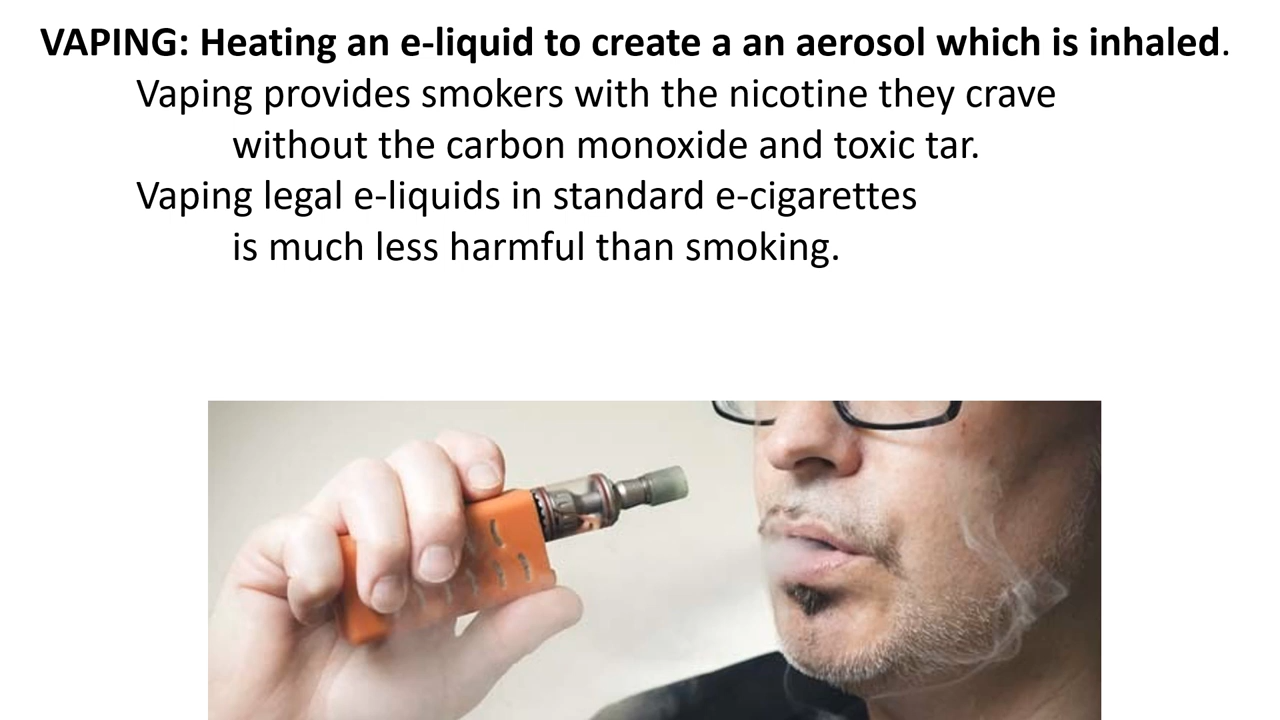 VAPING: Heating an e-liquid to create a an aerosol which is inhaled.
Vaping provides smokers with the nicotine they crave
without the carbon monoxide and toxic tar.
Vaping legal e-liquids in standard e-cigarettes
is much less harmful than smoking.